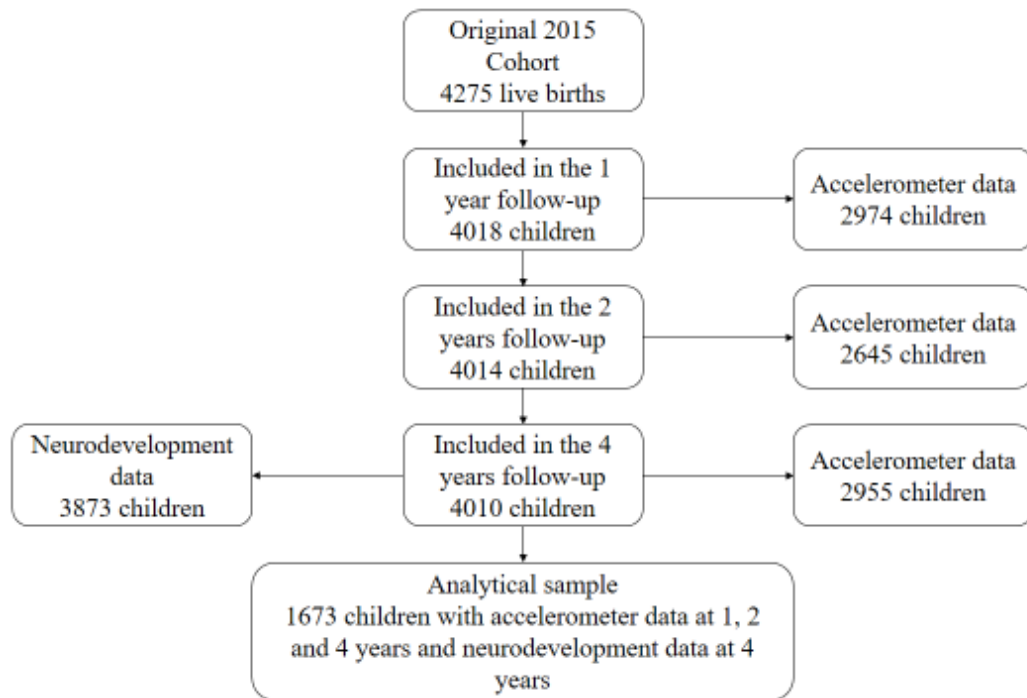 Original 2015
Cohort
4275 live births
Included in the 1
year follow-up
4018 children
Accelerometer data
2974 children
Included in the 2
years follow-up
4014 children
Accelerometer data
2645 children
Neurodevelopment
data
3873 children
Included in the 4
years follow-up
4010 children
Accelerometer data
2955 children
Analytical sample
1673 children with accelerometer data at 1, 2
and 4 years and neurodevelopment data at 4
years